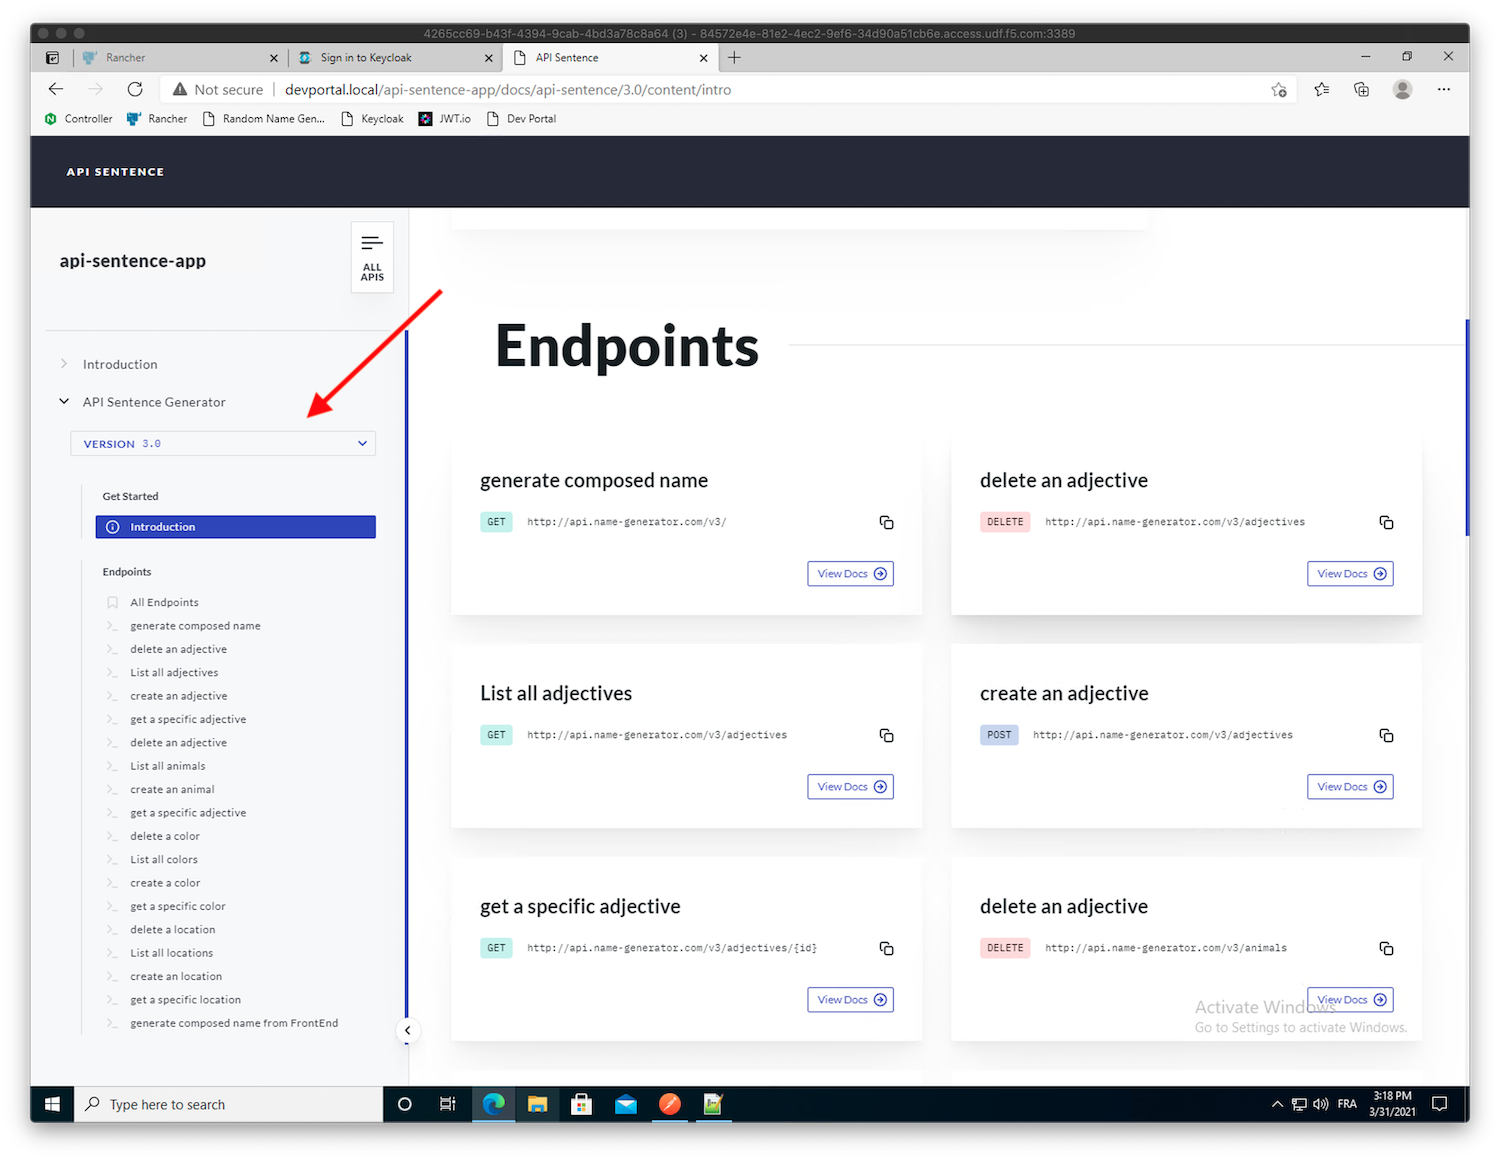 4265cc69-b43f-4394-9cab-4bd3a78c8a64 (3) - 84572e4e-81e2-4ec2-9ef6-34d90a51cb6e.access.udf.f5.com:3389
Rancher
Sign in to Keycloak
API Sentence
Not secure
devportal.local/api-sentence-app/docs/api-sentence/3.0/content/intro
Controller
Rancher
Random Name Gen...
Keycloak
JWT.io
Dev Portal
API SENTENCE
api-sentence-app
ALL
APIS
Introduction
API Sentence Generator
VERSION 3.0
Get Started
Introduction
Endpoints
All Endpoints
generate composed name
delete an adjective
List all adjectives
create an adjective
get a specific adjective
delete an adjective
List all animals
create an animal
get a specific adjective
delete a color
List all colors
create a color
get a specific color
delete a location
List all locations
create an location
get a specific location
generate composed name from FrontEnd
Endpoints
generate composed name
GET http://api.name-generator.com/v3/
View Docs
delete an adjective
DELETE http://api.name-generator.com/v3/adjectives
View Docs
List all adjectives
GET http://api.name-generator.com/v3/adjectives
View Docs
create an adjective
POST http://api.name-generator.com/v3/adjectives
View Docs
get a specific adjective
GET http://api.name-generator.com/v3/adjectives/{id}
View Docs
delete an adjective
DELETE http://api.name-generator.com/v3/animals
View Docs
Activate Windows
Go to Settings to activate Windows.
Type here to search
FRA
3:18 PM
3/31/2021